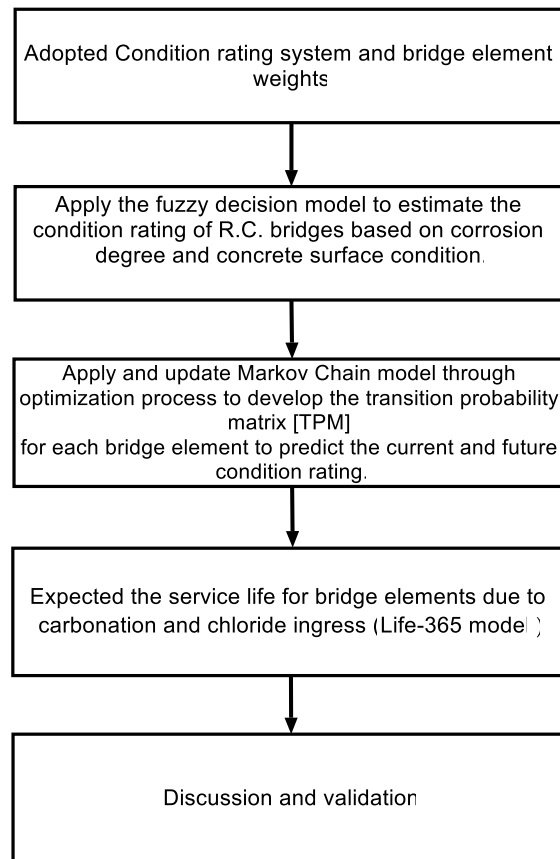 Adopted Condition rating system and bridge element
weights
Apply the fuzzy decision model to estimate the
condition rating of R.C. bridges based on corrosion
degree and concrete surface condition.
Apply and update Markov Chain model through
optimization process to develop the transition probability
matrix [TPM]
for each bridge element to predict the current and future
condition rating.
Expected the service life for bridge elements due to
carbonation and chloride ingress (Life-365 model )
Discussion and validation